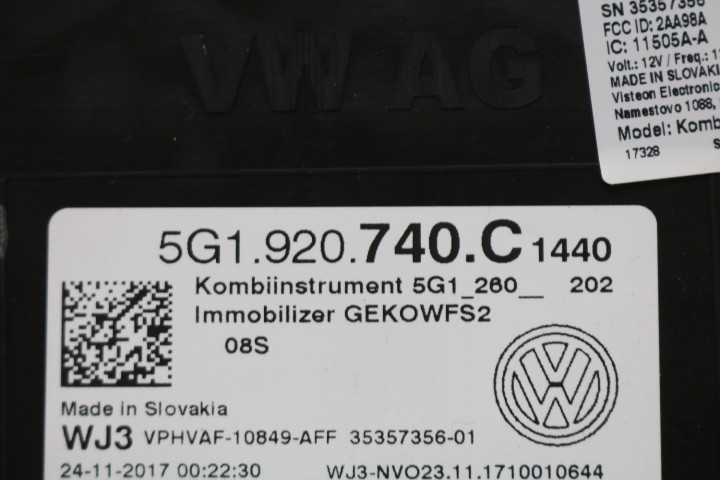 VW AG
SN 35357356
FCC ID: 2AA98A
IC: 11505A-A
Volt.: 12V / Freq.:
MADE IN SLOVAKI
Visteon Electronic
Namestovo 1088,
Model: Komb
17328 S
5G1.920.740.C 1440
Kombiinstrument 5G1_260__ 202
Immobilizer GEKOWFS2
08S
Made in Slovakia
WJ3 VPHVAF-10849-AFF 35357356-01
24-11-2017 00:22:30 WJ3-NVO23.11.1710010644